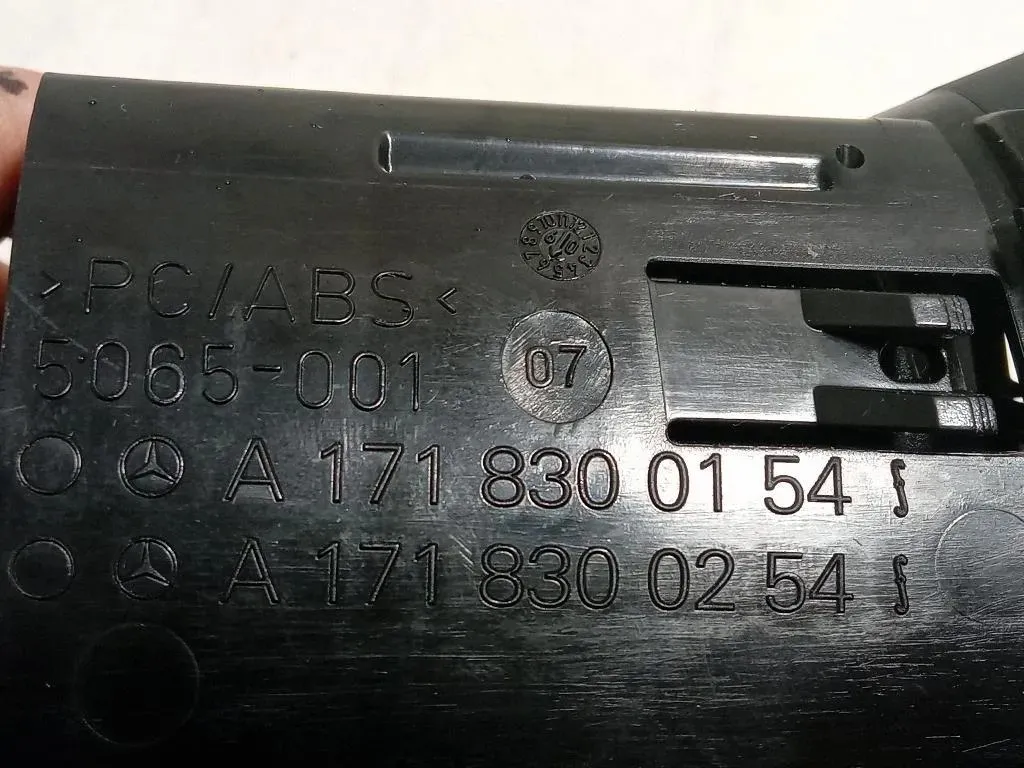 >PC/ABS<
5065-001
07
A 171 830 01 54
A 171 830 02 54